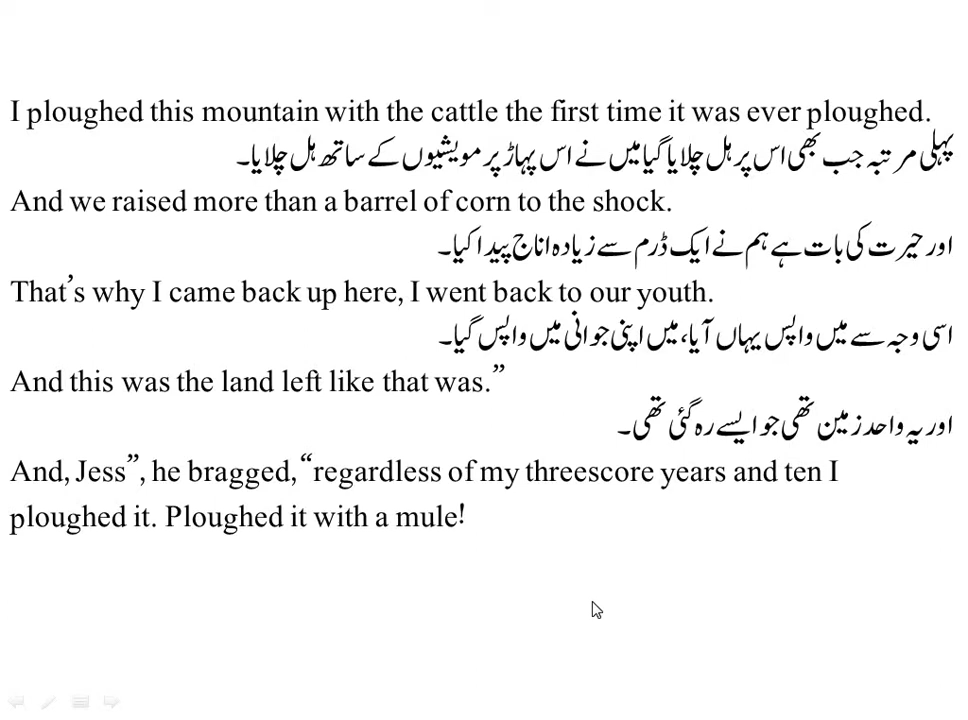 I ploughed this mountain with the cattle the first time it was ever ploughed.
پہلی مرتبہ جب بھی اس پر ہل چلایا گیا میں نے اس پہاڑ پر مویشیوں کے ساتھ ہل چلایا۔
And we raised more than a barrel of corn to the shock.
اور حیرت کی بات ہے ہم نے ایک ڈرم سے زیادہ اناج پیدا کیا۔
That’s why I came back up here, I went back to our youth.
اسی وجہ سے میں واپس یہاں آیا، میں اپنی جوانی میں واپس گیا۔
And this was the land left like that was.”
اور یہ واحد زمین تھی جو ایسے رہ گئی تھی۔
And, Jess”, he bragged, “regardless of my threescore years and ten I
ploughed it. Ploughed it with a mule!